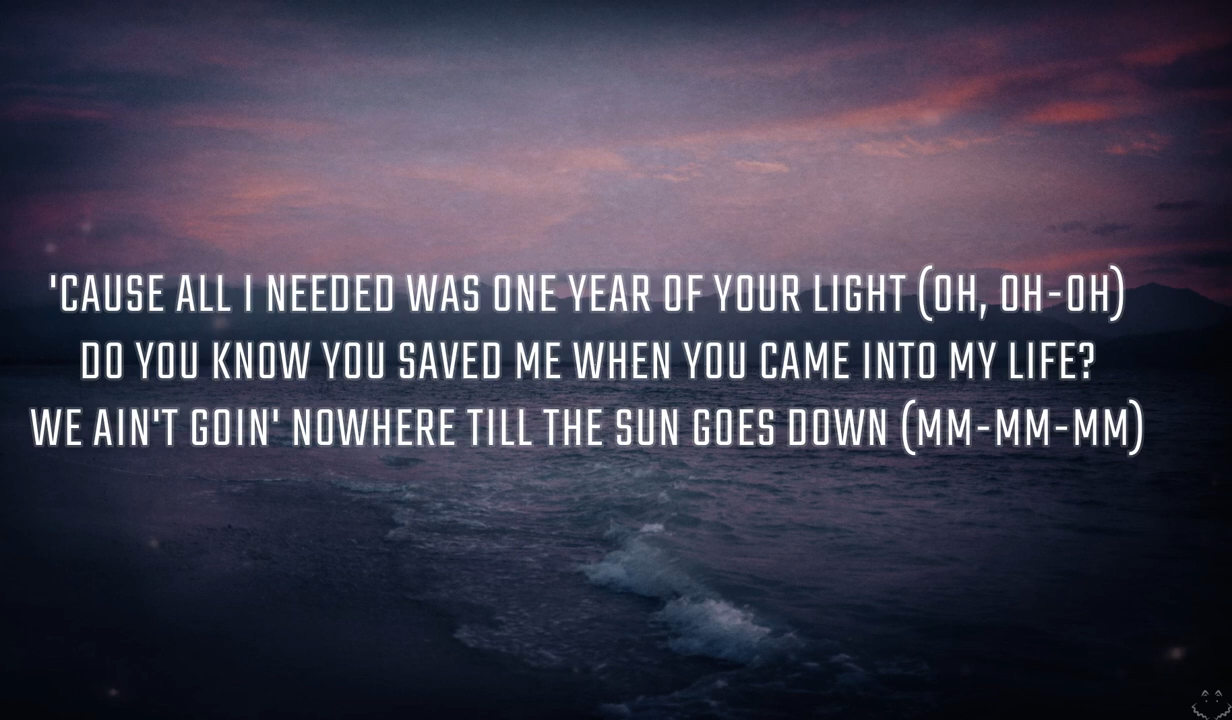 'CAUSE ALL I NEEDED WAS ONE YEAR OF YOUR LIGHT (OH, OH-OH)
DO YOU KNOW YOU SAVED ME WHEN YOU CAME INTO MY LIFE?
WE AIN'T GOIN' NOWHERE TILL THE SUN GOES DOWN (MM-MM-MM)